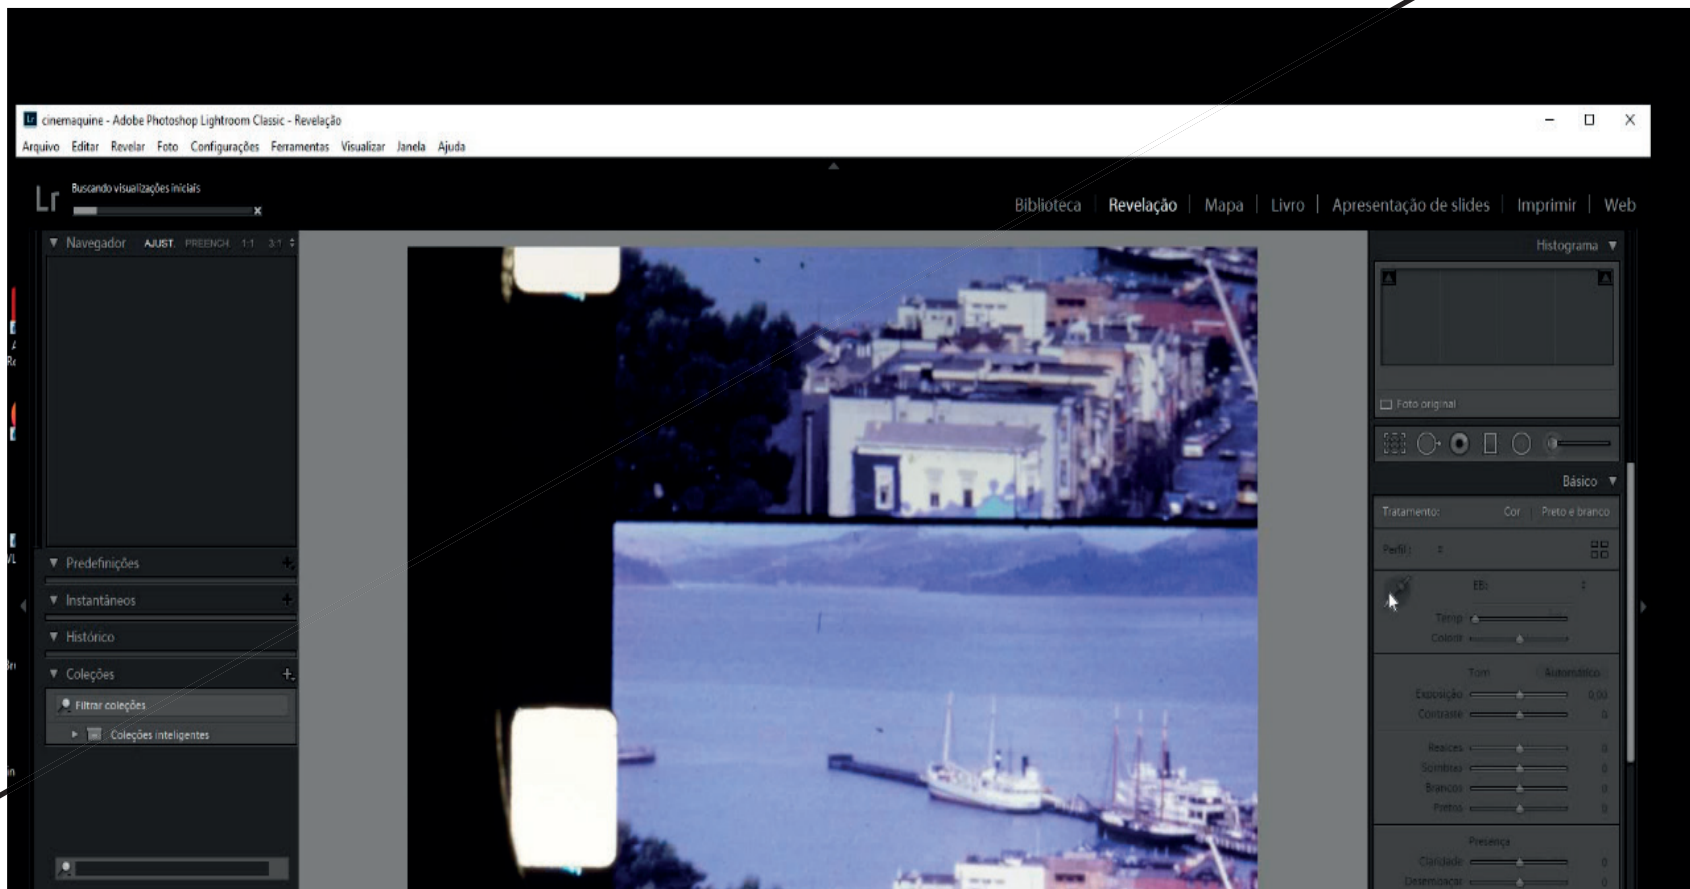 Lr cinemaquine - Adobe Photoshop Lightroom Classic - Revelação
Arquivo Editar Revelar Foto Configurações Ferramentas Visualizar Janela Ajuda
Lr Buscando visualizações iniciais
Biblioteca | Revelação | Mapa | Livro | Apresentação de slides | Imprimir | Web
Navegador AJUST. PREENCH. 1:1 3:1
Predefinições
Instantâneos
Histórico
Coleções
Filtrar coleções
Coleções inteligentes
Histograma
Foto original
Básico
Tratamento: Cor Preto e branco
Perfil:
EB:
Temp
Colorir
Tom Automático
Exposição 0,00
Contraste 0
Realces 0
Sombras 0
Brancos 0
Pretos 0
Presença
Claridade 0
Desembaçar 0